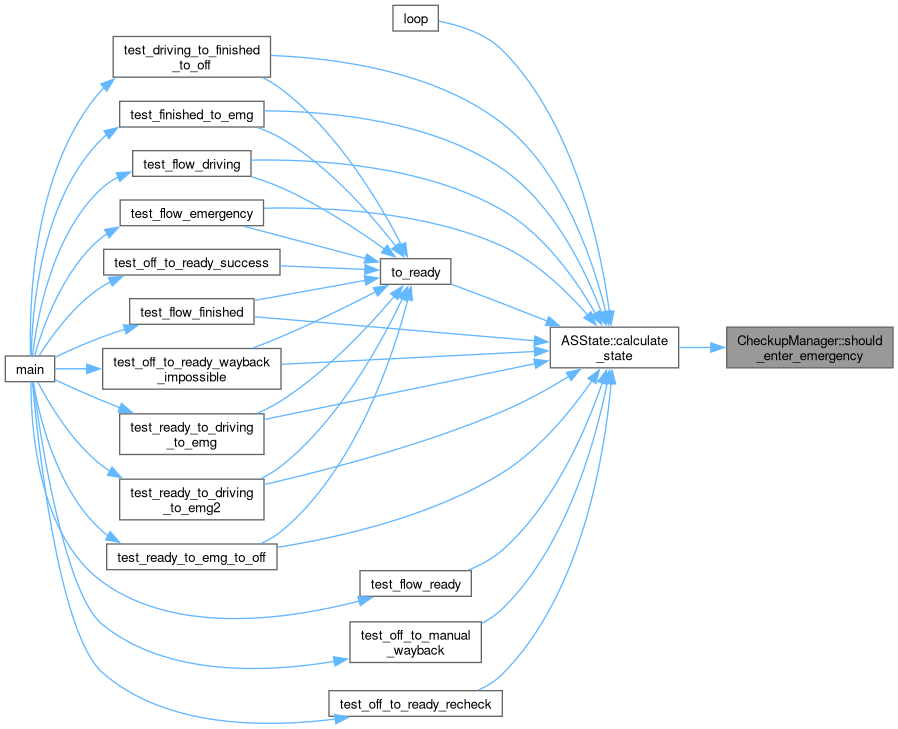 loop
test_driving_to_finished
_to_off
test_finished_to_emg
test_flow_driving
test_flow_emergency
test_off_to_ready_success
to_ready
test_flow_finished
ASState::calculate
_state
CheckupManager::should
_enter_emergency
main
test_off_to_ready_wayback
_impossible
test_ready_to_driving
_to_emg
test_ready_to_driving
_to_emg2
test_ready_to_emg_to_off
test_flow_ready
test_off_to_manual
_wayback
test_off_to_ready_recheck